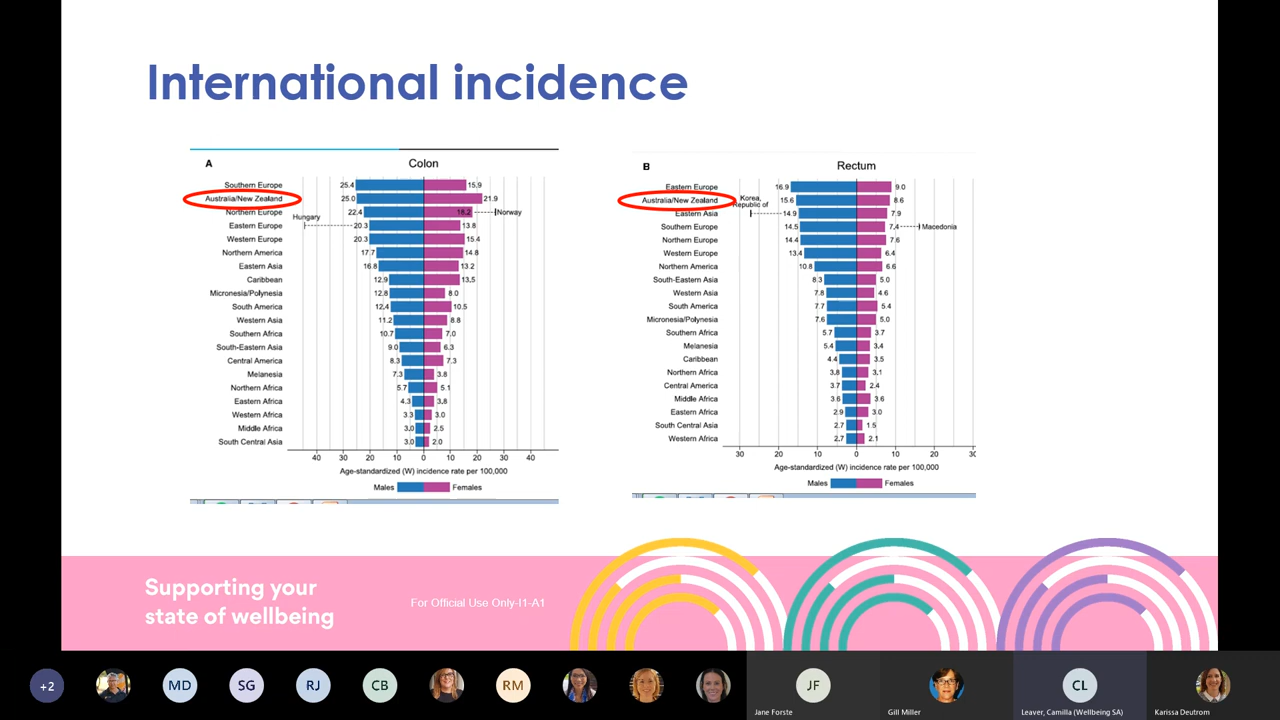 International incidence
A
Colon
Southern Europe 25.4 15.9
Australia/New Zealand 25.0 21.9
Northern Europe 22.4 18.2 Norway
Hungary
Eastern Europe 20.3 13.8
Western Europe 20.3 15.4
Northern America 17.7 14.8
Eastern Asia 16.8 13.2
Caribbean 12.9 13.5
Micronesia/Polynesia 12.8 8.0
South America 12.4 10.5
Western Asia 11.2 8.8
Southern Africa 10.7 7.0
South-Eastern Asia 9.0 6.3
Central America 8.3 7.3
Melanesia 7.3 3.8
Northern Africa 5.7 5.1
Eastern Africa 4.3 3.8
Western Africa 3.3 3.0
Middle Africa 3.0 2.5
South Central Asia 3.0 2.0
40 30 20 10 0 10 20 30 40
Age-standardized (W) incidence rate per 100,000
Males Females
B
Rectum
Eastern Europe 16.9 9.0
Australia/New Zealand 15.6 8.6
Korea,
Republic of
Eastern Asia 14.9 7.9
Southern Europe 14.5 7.4 Macedonia
Northern Europe 14.4 7.6
Western Europe 13.4 6.4
Northern America 10.8 6.6
South-Eastern Asia 8.3 5.0
Western Asia 7.8 4.6
South America 7.7 5.4
Micronesia/Polynesia 7.6 5.0
Southern Africa 5.7 3.7
Melanesia 5.4 3.4
Caribbean 4.4 3.5
Northern Africa 3.8 3.1
Central America 3.7 2.4
Middle Africa 3.6 3.6
Eastern Africa 2.9 3.0
South Central Asia 2.7 1.5
Western Africa 2.7 2.1
30 20 10 0 10 20
Age-standardized (W) incidence rate per 100,000
Males Females
Supporting your
state of wellbeing
For Official Use Only-I1-A1
+2 MD SG RJ CB RM JF CL
Jane Forste Gill Miller Leaver, Camilla (Wellbeing SA) Karissa Deutrom